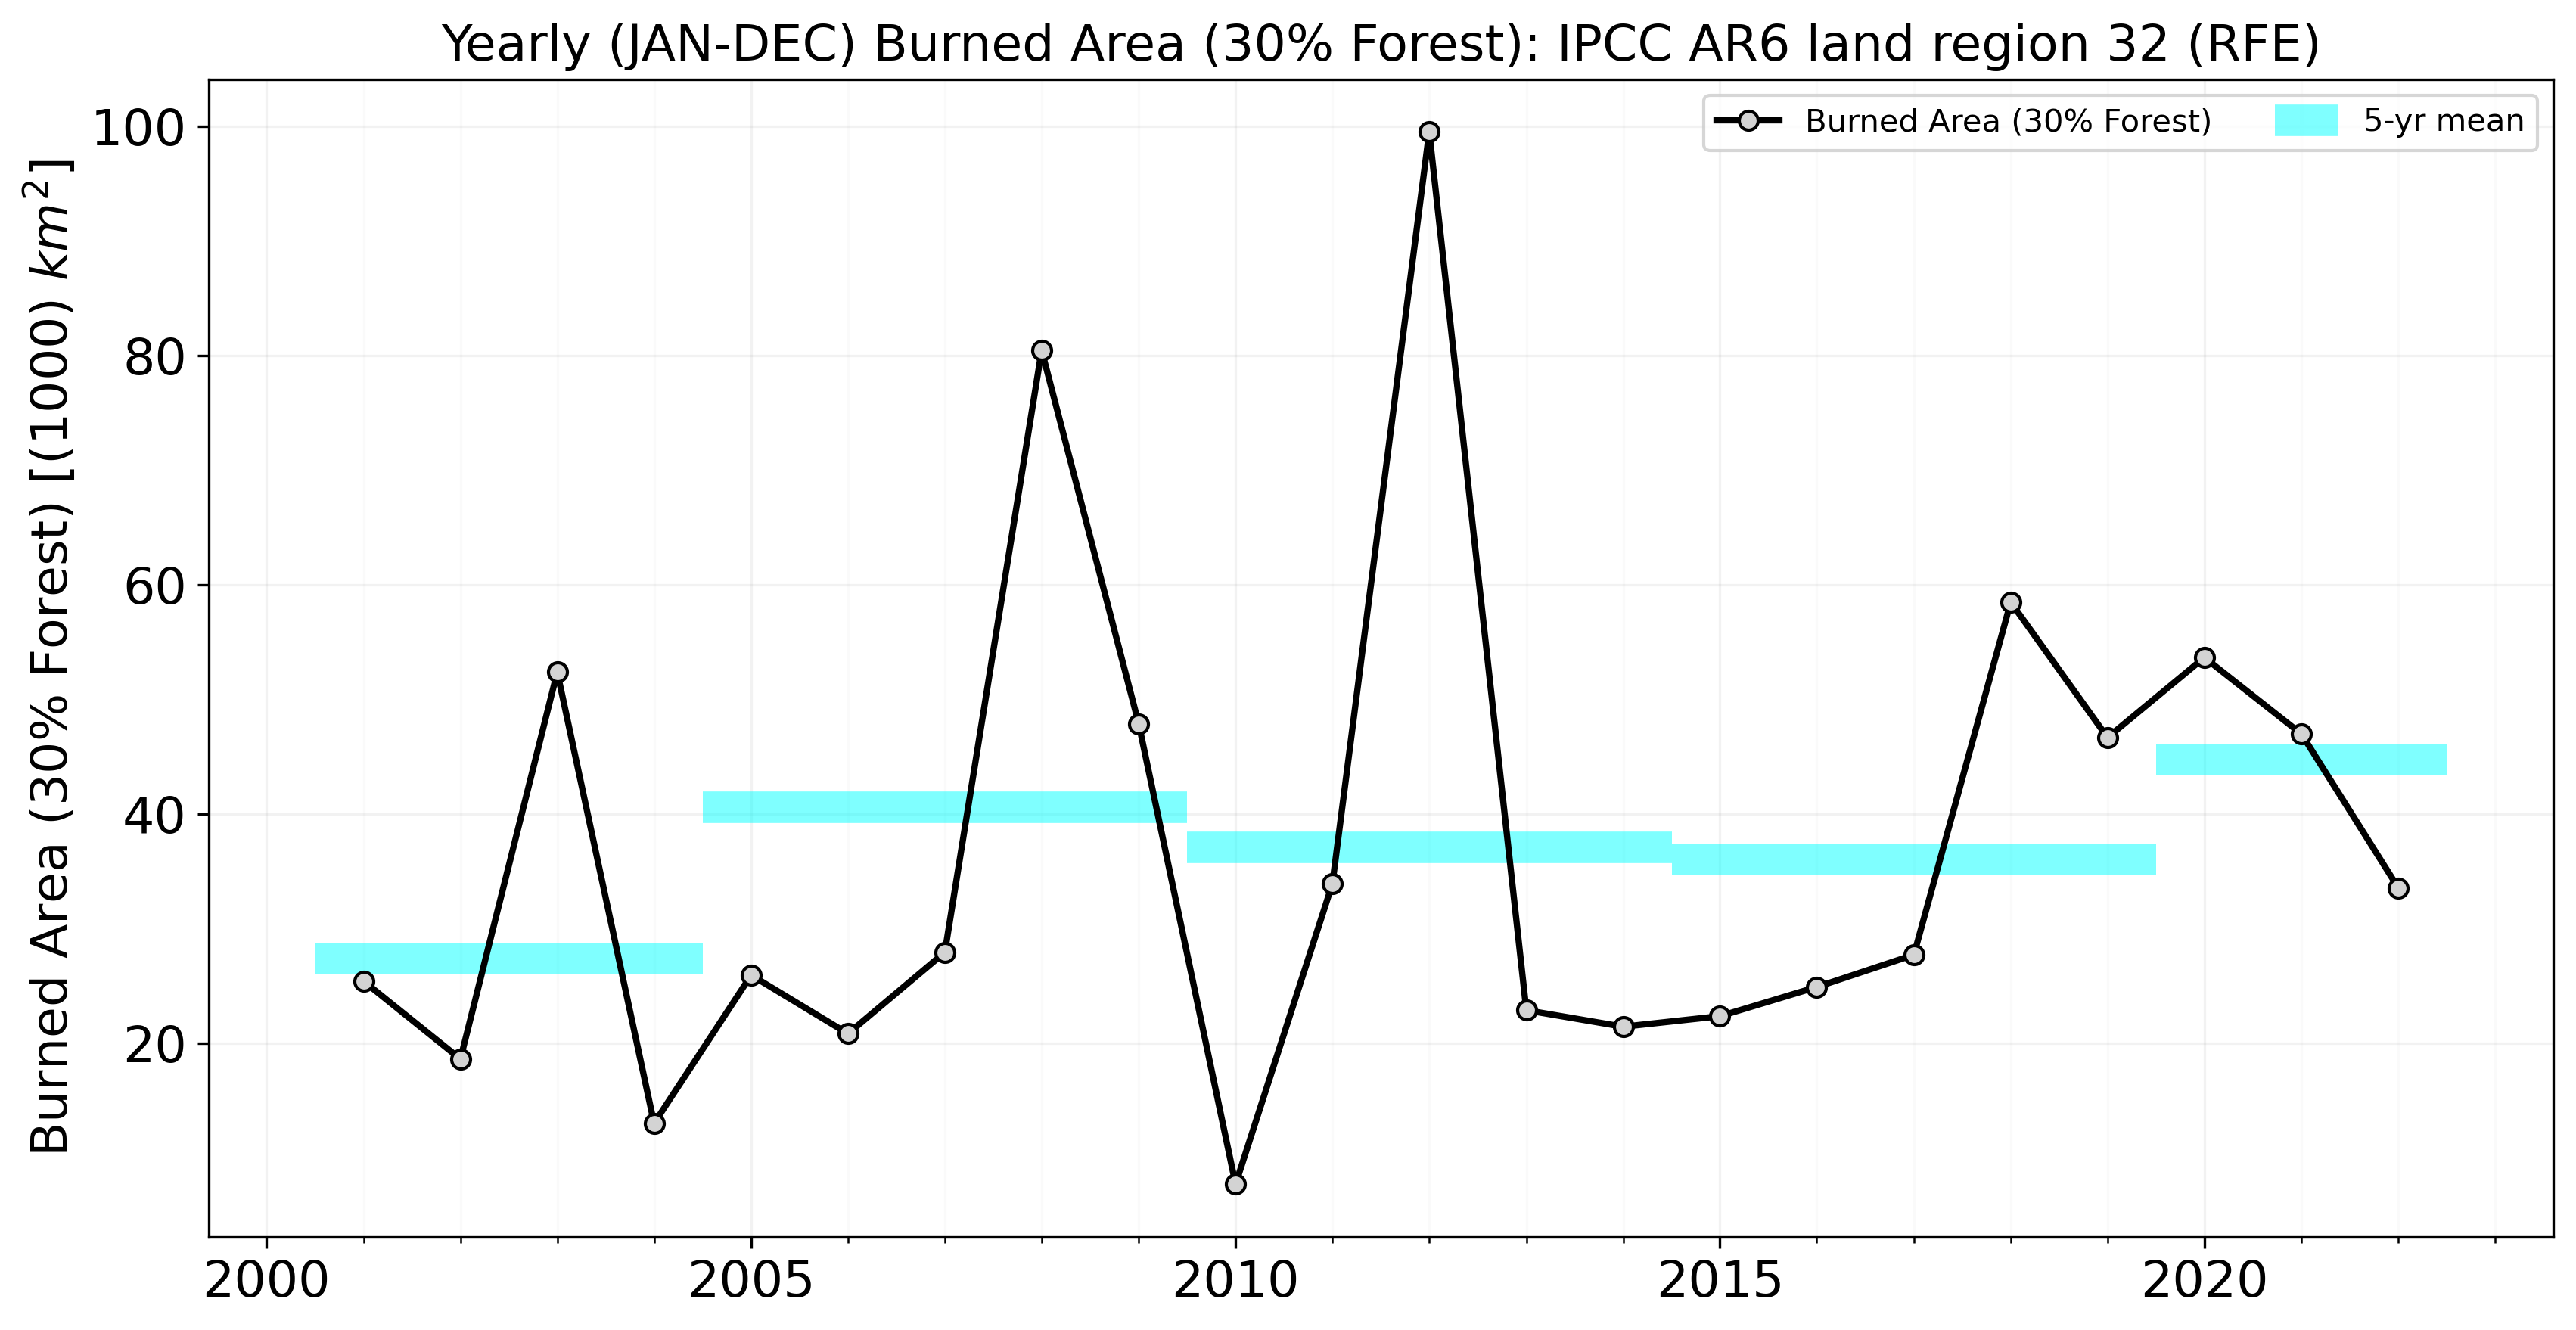 Yearly (JAN-DEC) Burned Area (30% Forest): IPCC AR6 land region 32 (RFE)
Burned Area (30% Forest)
5-yr mean
Burned Area (30% Forest) [(1000) km²]
100
80
60
40
20
2000
2005
2010
2015
2020